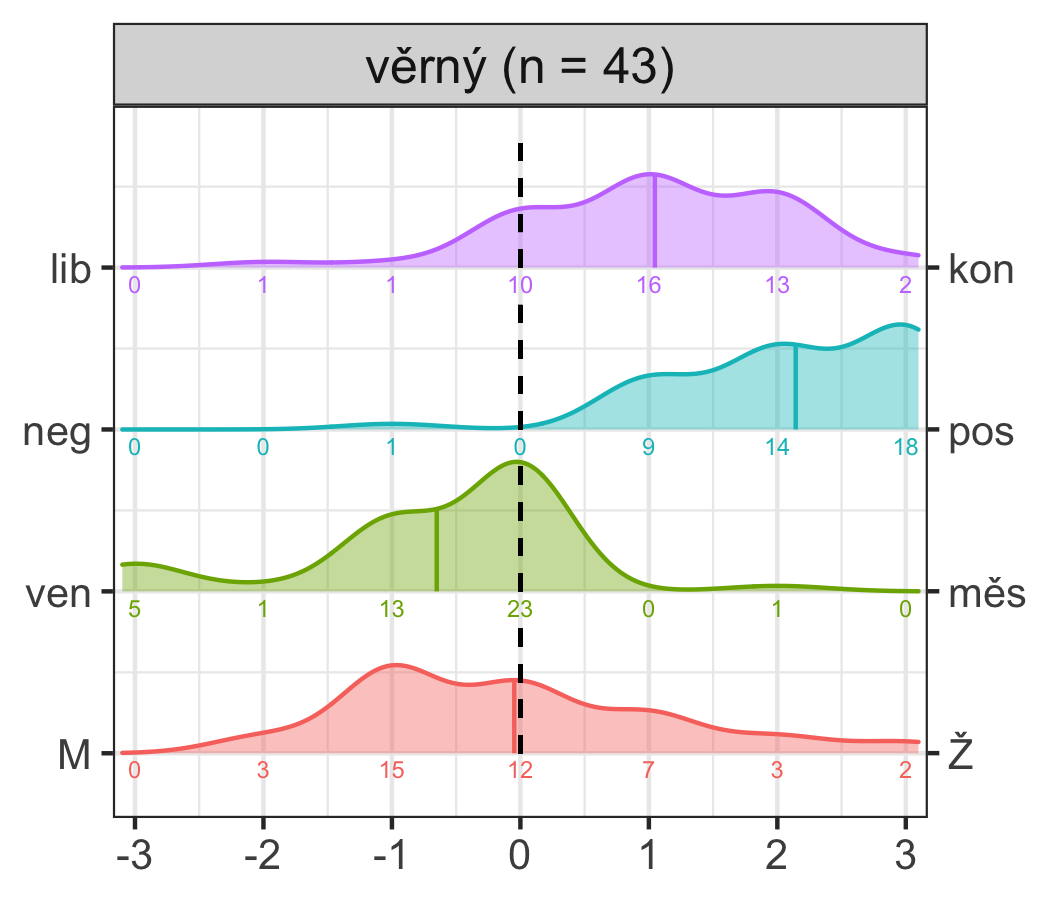 věrný (n = 43)
lib kon
0 1 1 10 16 13 2
neg pos
0 0 1 0 9 14 18
ven měs
5 1 13 23 0 1 0
M Ž
0 3 15 12 7 3 2
-3 -2 -1 0 1 2 3